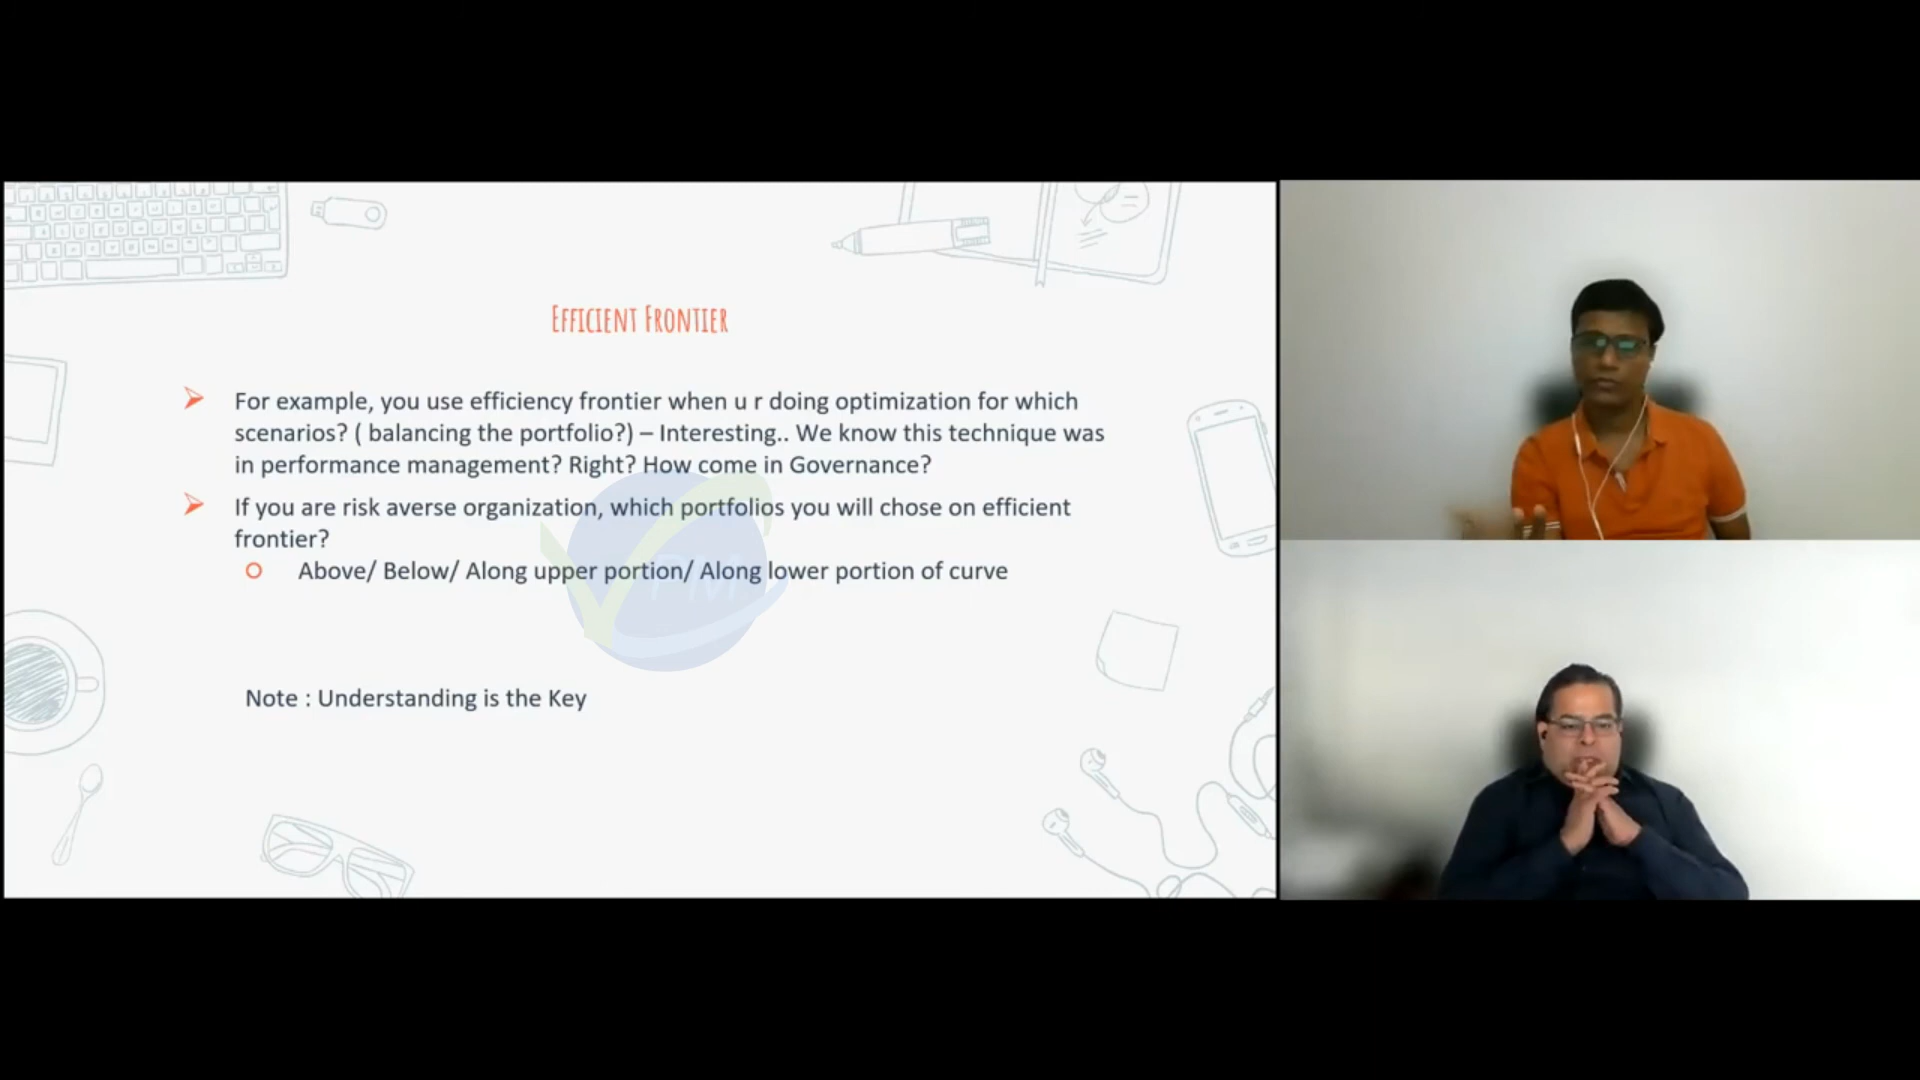 Efficient Frontier
For example, you use efficiency frontier when u r doing optimization for which
scenarios? ( balancing the portfolio?) – Interesting.. We know this technique was
in performance management? Right? How come in Governance?
If you are risk averse organization, which portfolios you will chose on efficient
frontier?
Above/ Below/ Along upper portion/ Along lower portion of curve
PM
Note : Understanding is the Key